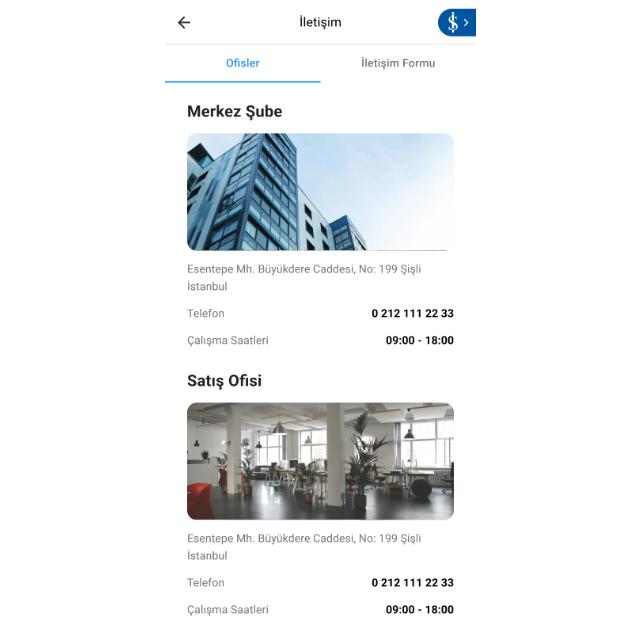 İletişim
Ofisler
İletişim Formu
Merkez Şube
Esentepe Mh. Büyükdere Caddesi, No: 199 Şişli
İstanbul
Telefon 0 212 111 22 33
Çalışma Saatleri 09:00 - 18:00
Satış Ofisi
Esentepe Mh. Büyükdere Caddesi, No: 199 Şişli
İstanbul
Telefon 0 212 111 22 33
Çalışma Saatleri 09:00 - 18:00